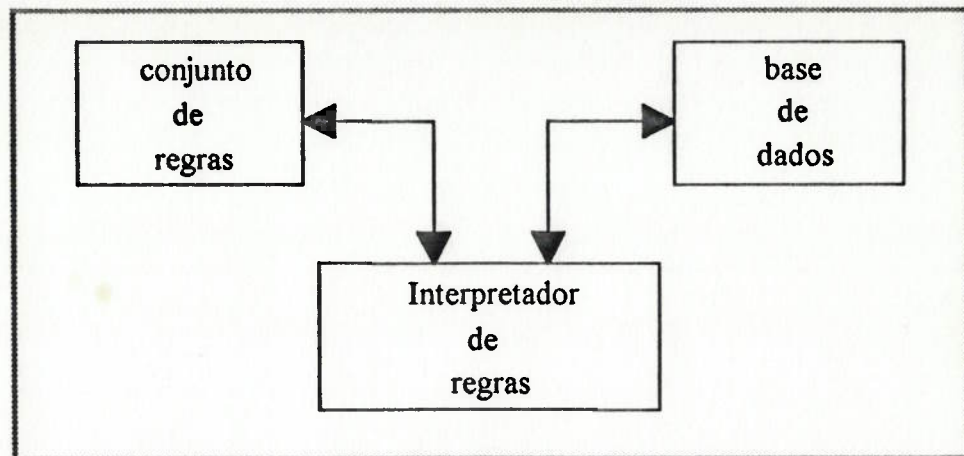 conjunto
de
regras
base
de
dados
Interpretador
de
regras